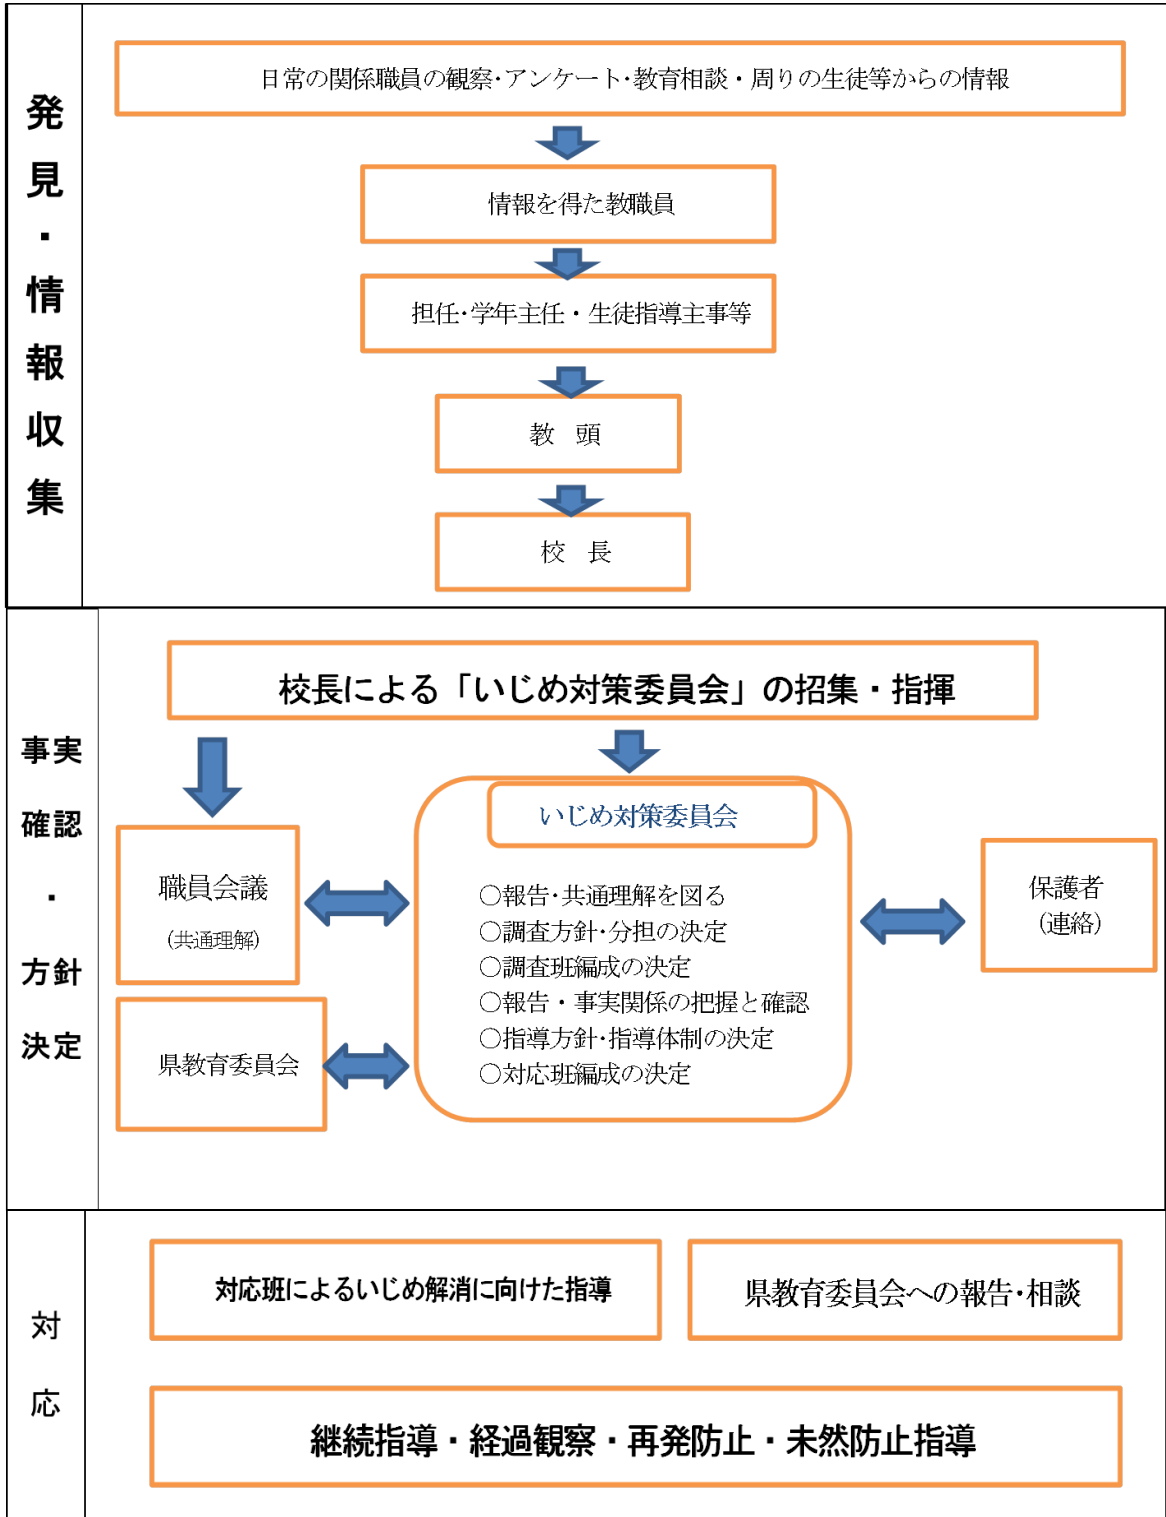 発見・情報収集
日常の関係職員の観察･アンケート･教育相談・周りの生徒等からの情報
情報を得た教職員
担任･学年主任・生徒指導主事等
教　頭
校　長
事実
確認
・
方針
決定
校長による「いじめ対策委員会」の招集・指揮
職員会議
(共通理解)
県教育委員会
いじめ対策委員会
○報告･共通理解を図る
○調査方針･分担の決定
○調査班編成の決定
○報告・事実関係の把握と確認
○指導方針･指導体制の決定
○対応班編成の決定
保護者
(連絡)
対応
対応班によるいじめ解消に向けた指導
県教育委員会への報告･相談
継続指導・経過観察・再発防止・未然防止指導